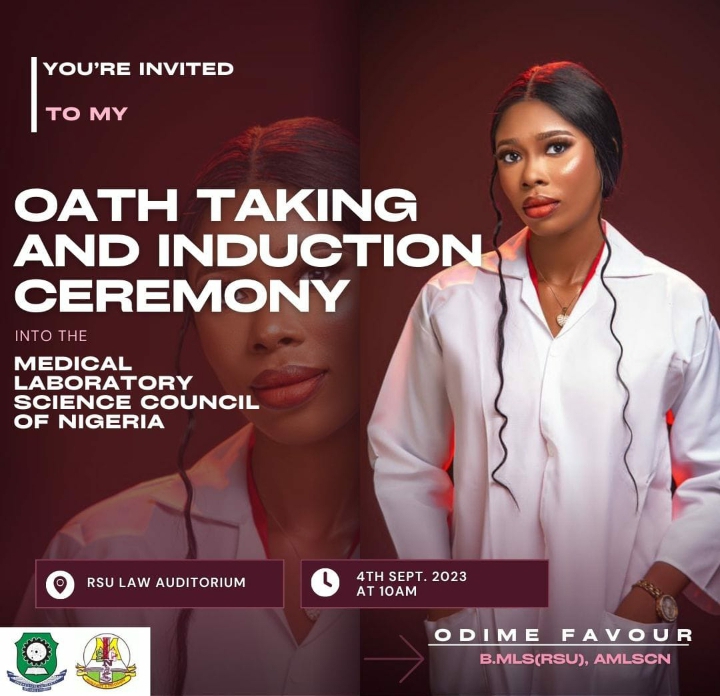 YOU'RE INVITED
TO MY
OATH TAKING
AND INDUCTION
CEREMONY
INTO THE
MEDICAL
LABORATORY
SCIENCE COUNCIL
OF NIGERIA
RSU LAW AUDITORIUM
4TH SEPT. 2023
AT 10AM
ODIME FAVOUR
B.MLS(RSU), AMLSCN